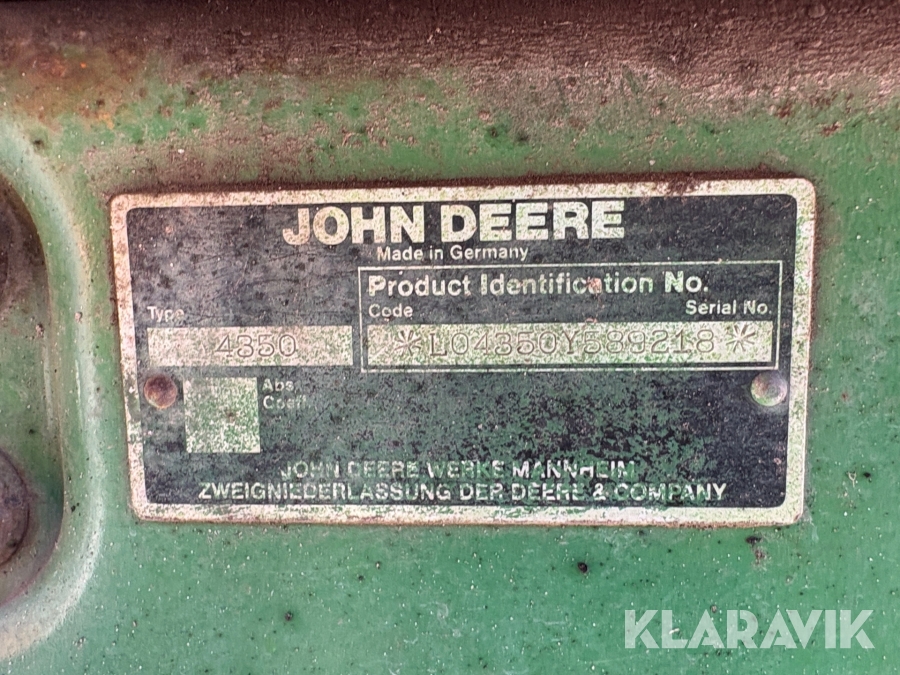 JOHN DEERE
Made in Germany
Product Identification No.
Type
Code
Serial No.
4350
*L04350Y589218*
Abs.
Coeff.
JOHN DEERE WERKE MANNHEIM
ZWEIGNIEDERLASSUNG DER DEERE & COMPANY
KLARAVIK